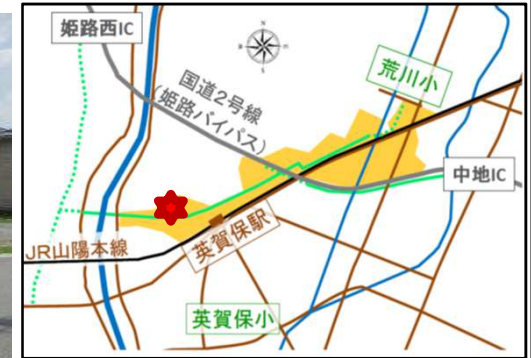 姫路西IC
N
W
E
S
国道2号線
(姫路バイパス)
荒川小
中地IC
JR山陽本線
英賀保駅
英賀保小